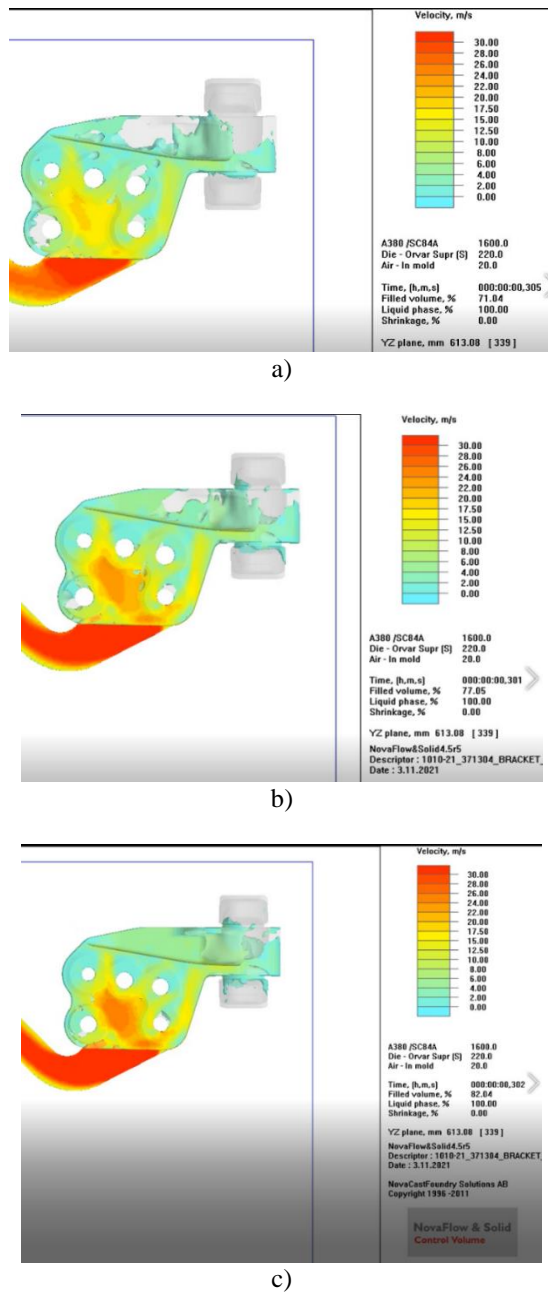 Velocity, m/s
30.00
28.00
26.00
24.00
22.00
20.00
17.50
15.00
12.50
10.00
8.00
6.00
4.00
2.00
0.00
A380 /SC84A 1600.0
Die - Orvar Supr (S) 220.0
Air - In mold 20.0
Time, (h,m,s) 000:00:00,305
Filled volume, % 71.04
Liquid phase, % 100.00
Shrinkage, % 0.00
YZ plane, mm 613.08 [ 339 ]
a)
Velocity, m/s
30.00
28.00
26.00
24.00
22.00
20.00
17.50
15.00
12.50
10.00
8.00
6.00
4.00
2.00
0.00
A380 /SC84A 1600.0
Die - Orvar Supr (S) 220.0
Air - In mold 20.0
Time, (h,m,s) 000:00:00,301
Filled volume, % 77.05
Liquid phase, % 100.00
Shrinkage, % 0.00
YZ plane, mm 613.08 [ 339 ]
NovaFlow&Solid4.5r5
Descriptor : 1010-21_371304_BRACKET_
Date : 3.11.2021
b)
Velocity, m/s
30.00
28.00
26.00
24.00
22.00
20.00
17.50
15.00
12.50
10.00
8.00
6.00
4.00
2.00
0.00
A380 /SC84A 1600.0
Die - Orvar Supr (S) 220.0
Air - In mold 20.0
Time, (h,m,s) 000:00:00,302
Filled volume, % 82.04
Liquid phase, % 100.00
Shrinkage, % 0.00
YZ plane, mm 613.08 [ 339 ]
NovaFlow&Solid4.5r5
Descriptor : 1010-21_371304_BRACKET_
Date : 3.11.2021
NovaCastFoundry Solutions AB
Copyright 1996 -2011
NovaFlow & Solid
Control Volume
c)